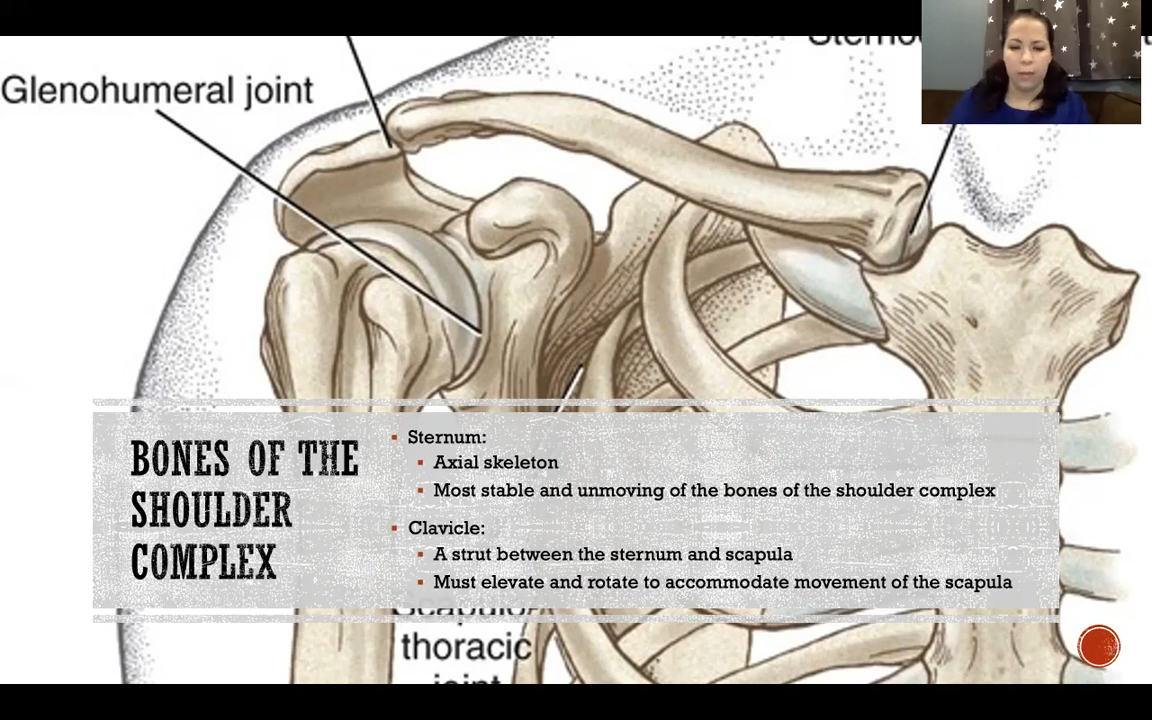 Glenohumeral joint
BONES OF THE
SHOULDER
COMPLEX
Sternum:
Axial skeleton
Most stable and unmoving of the bones of the shoulder complex
Clavicle:
A strut between the sternum and scapula
Must elevate and rotate to accommodate movement of the scapula
thoracic